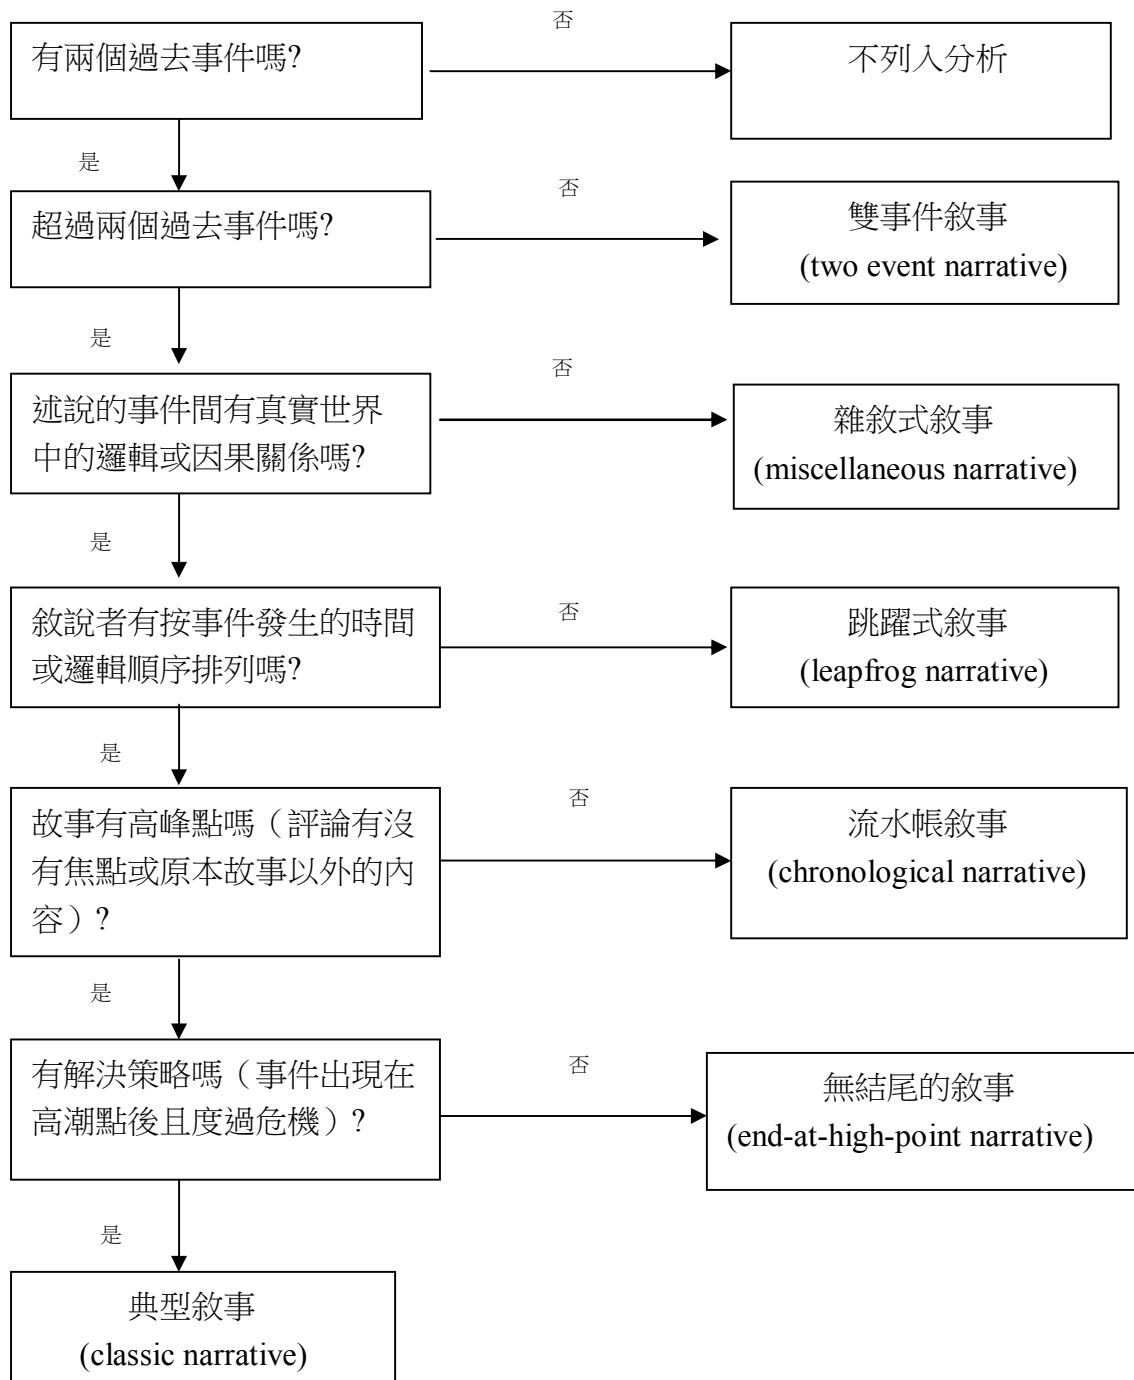 否
有兩個過去事件嗎?
不列入分析
是
否
超過兩個過去事件嗎?
雙事件敘事
(two event narrative)
是
否
述說的事件間有真實世界
中的邏輯或因果關係嗎?
雜敘式敘事
(miscellaneous narrative)
是
否
敘說者有按事件發生的時間
或邏輯順序排列嗎?
跳躍式敘事
(leapfrog narrative)
是
否
故事有高峰點嗎（評論有沒
有焦點或原本故事以外的內
容）?
流水帳敘事
(chronological narrative)
是
否
有解決策略嗎（事件出現在
高潮點後且度過危機）?
無結尾的敘事
(end-at-high-point narrative)
是
典型敘事
(classic narrative)